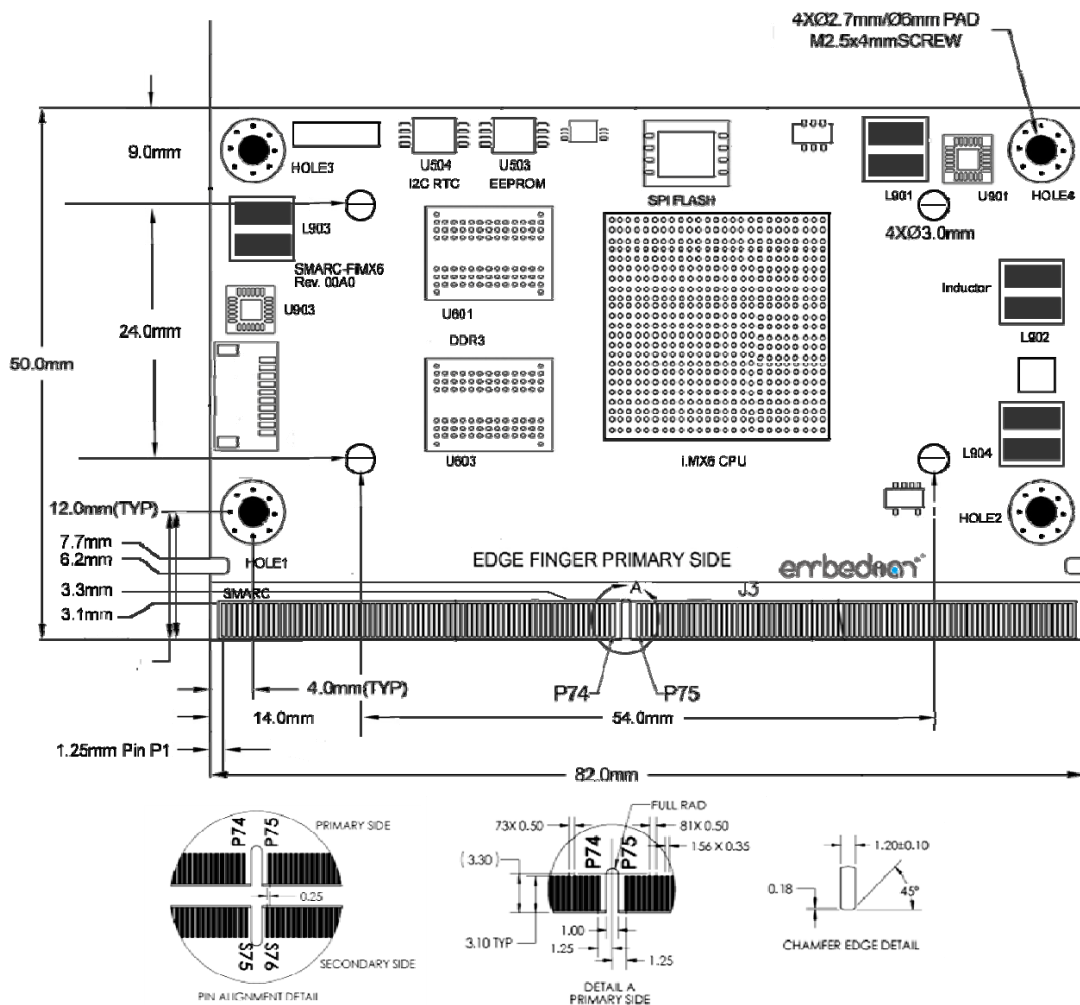 4XØ2.7mm/Ø6mm PAD
M2.5x4mmSCREW
9.0mm
HOLE3
U504
I2C RTC
U503
EEPROM
SPI FLASH
L901
U901
HOLE4
4XØ3.0mm
L903
SMARC-FIMX6
Rev. 00A0
U903
24.0mm
50.0mm
U601
DDR3
U603
i.MX6 CPU
Inductor
L902
L904
12.0mm(TYP)
7.7mm
6.2mm
3.3mm
3.1mm
HOLE1
HOLE2
EDGE FINGER PRIMARY SIDE
embedian
SMARC
A
J3
P74
P75
4.0mm(TYP)
14.0mm
54.0mm
1.25mm Pin P1
82.0mm
P74
P75
PRIMARY SIDE
0.25
S75
S76
SECONDARY SIDE
PIN ALIGNMENT DETAIL
FULL RAD
73X 0.50
81X 0.50
156 X 0.35
P74
P75
( 3.30 )
3.10 TYP
1.00
1.25
1.25
DETAIL A
PRIMARY SIDE
1.20±0.10
0.18
45°
CHAMFER EDGE DETAIL